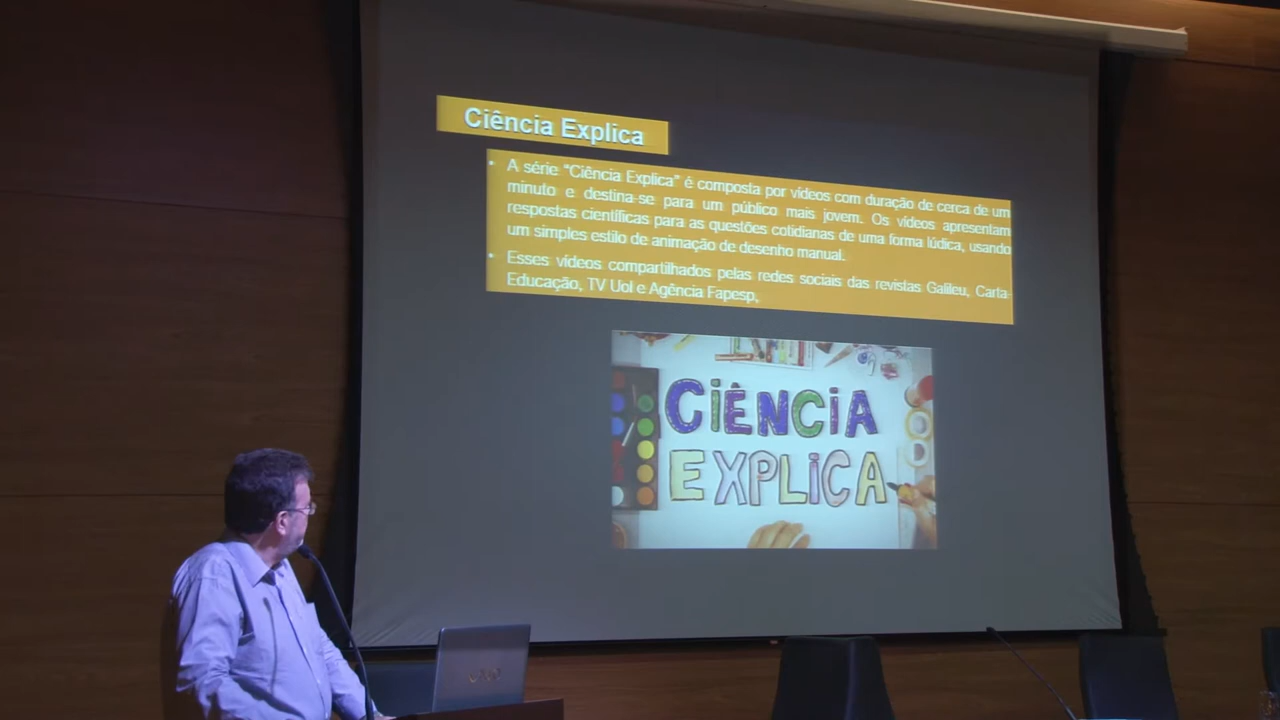 Ciência Explica
• A série “Ciência Explica” é composta por vídeos com duração de cerca de um
minuto e destina-se para um público mais jovem. Os vídeos apresentam
respostas científicas para as questões cotidianas de uma forma lúdica, usando
um simples estilo de animação de desenho manual.
• Esses vídeos compartilhados pelas redes sociais das revistas Galileu, Carta-
Educação, TV Uol e Agência Fapesp,
CIÊNCIA
EXPLICA
VAIO